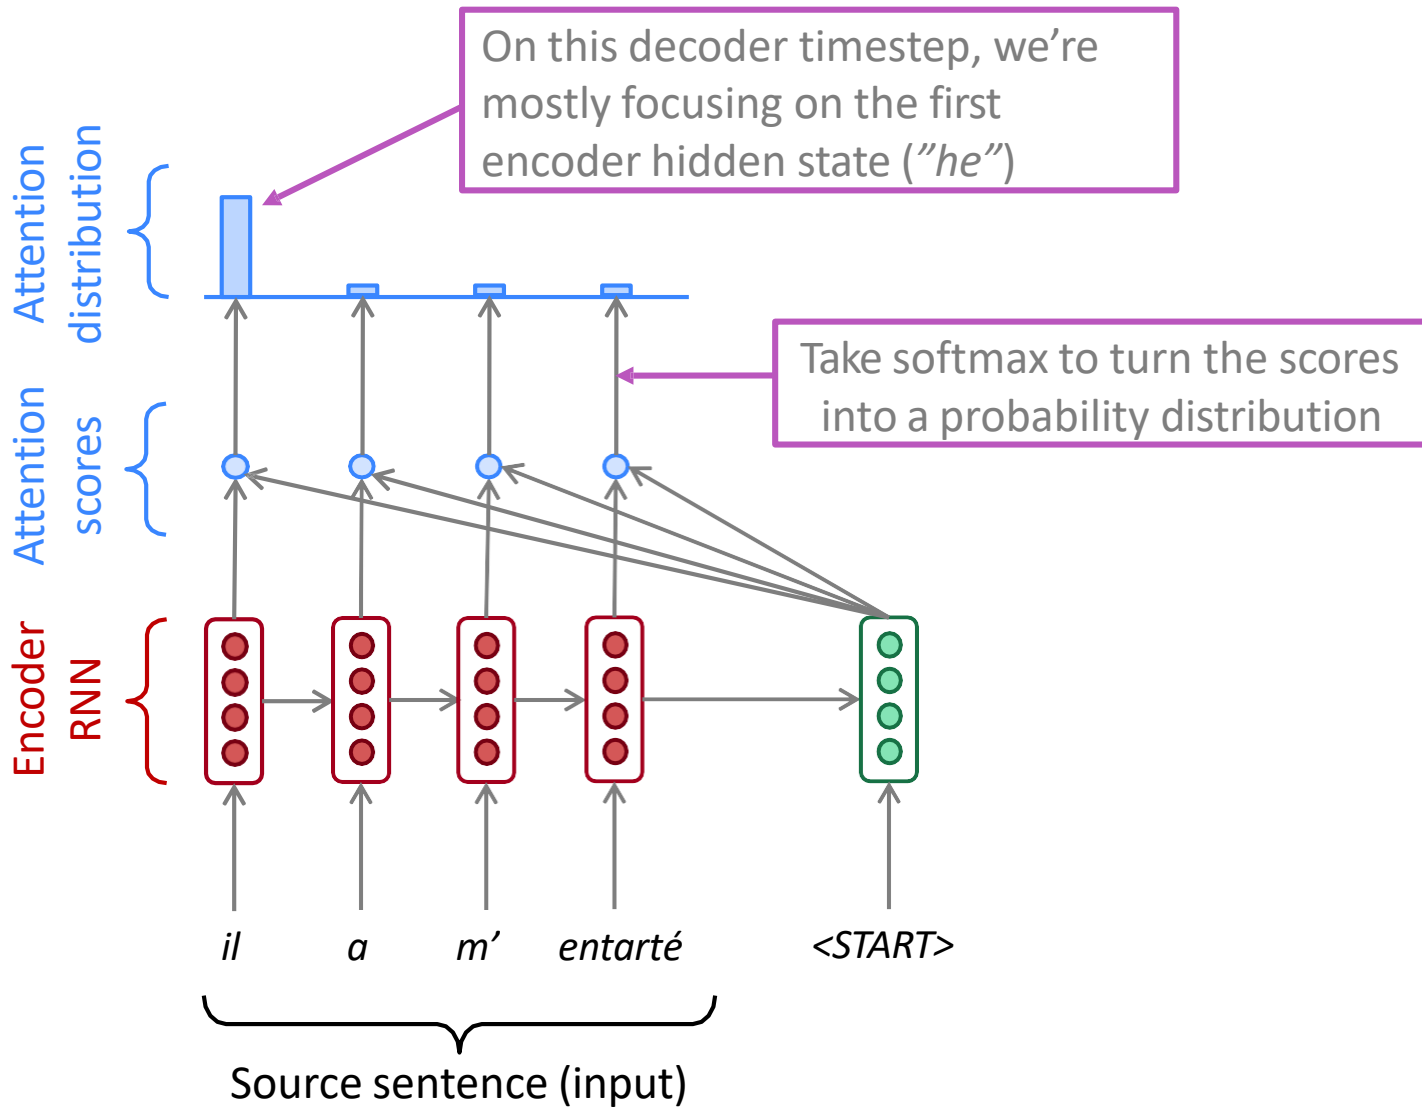 On this decoder timestep, we’re
mostly focusing on the first
encoder hidden state (”he”)
Attention
distribution
Take softmax to turn the scores
into a probability distribution
Attention
scores
Encoder
RNN
il a m’ entarté <START>
Source sentence (input)